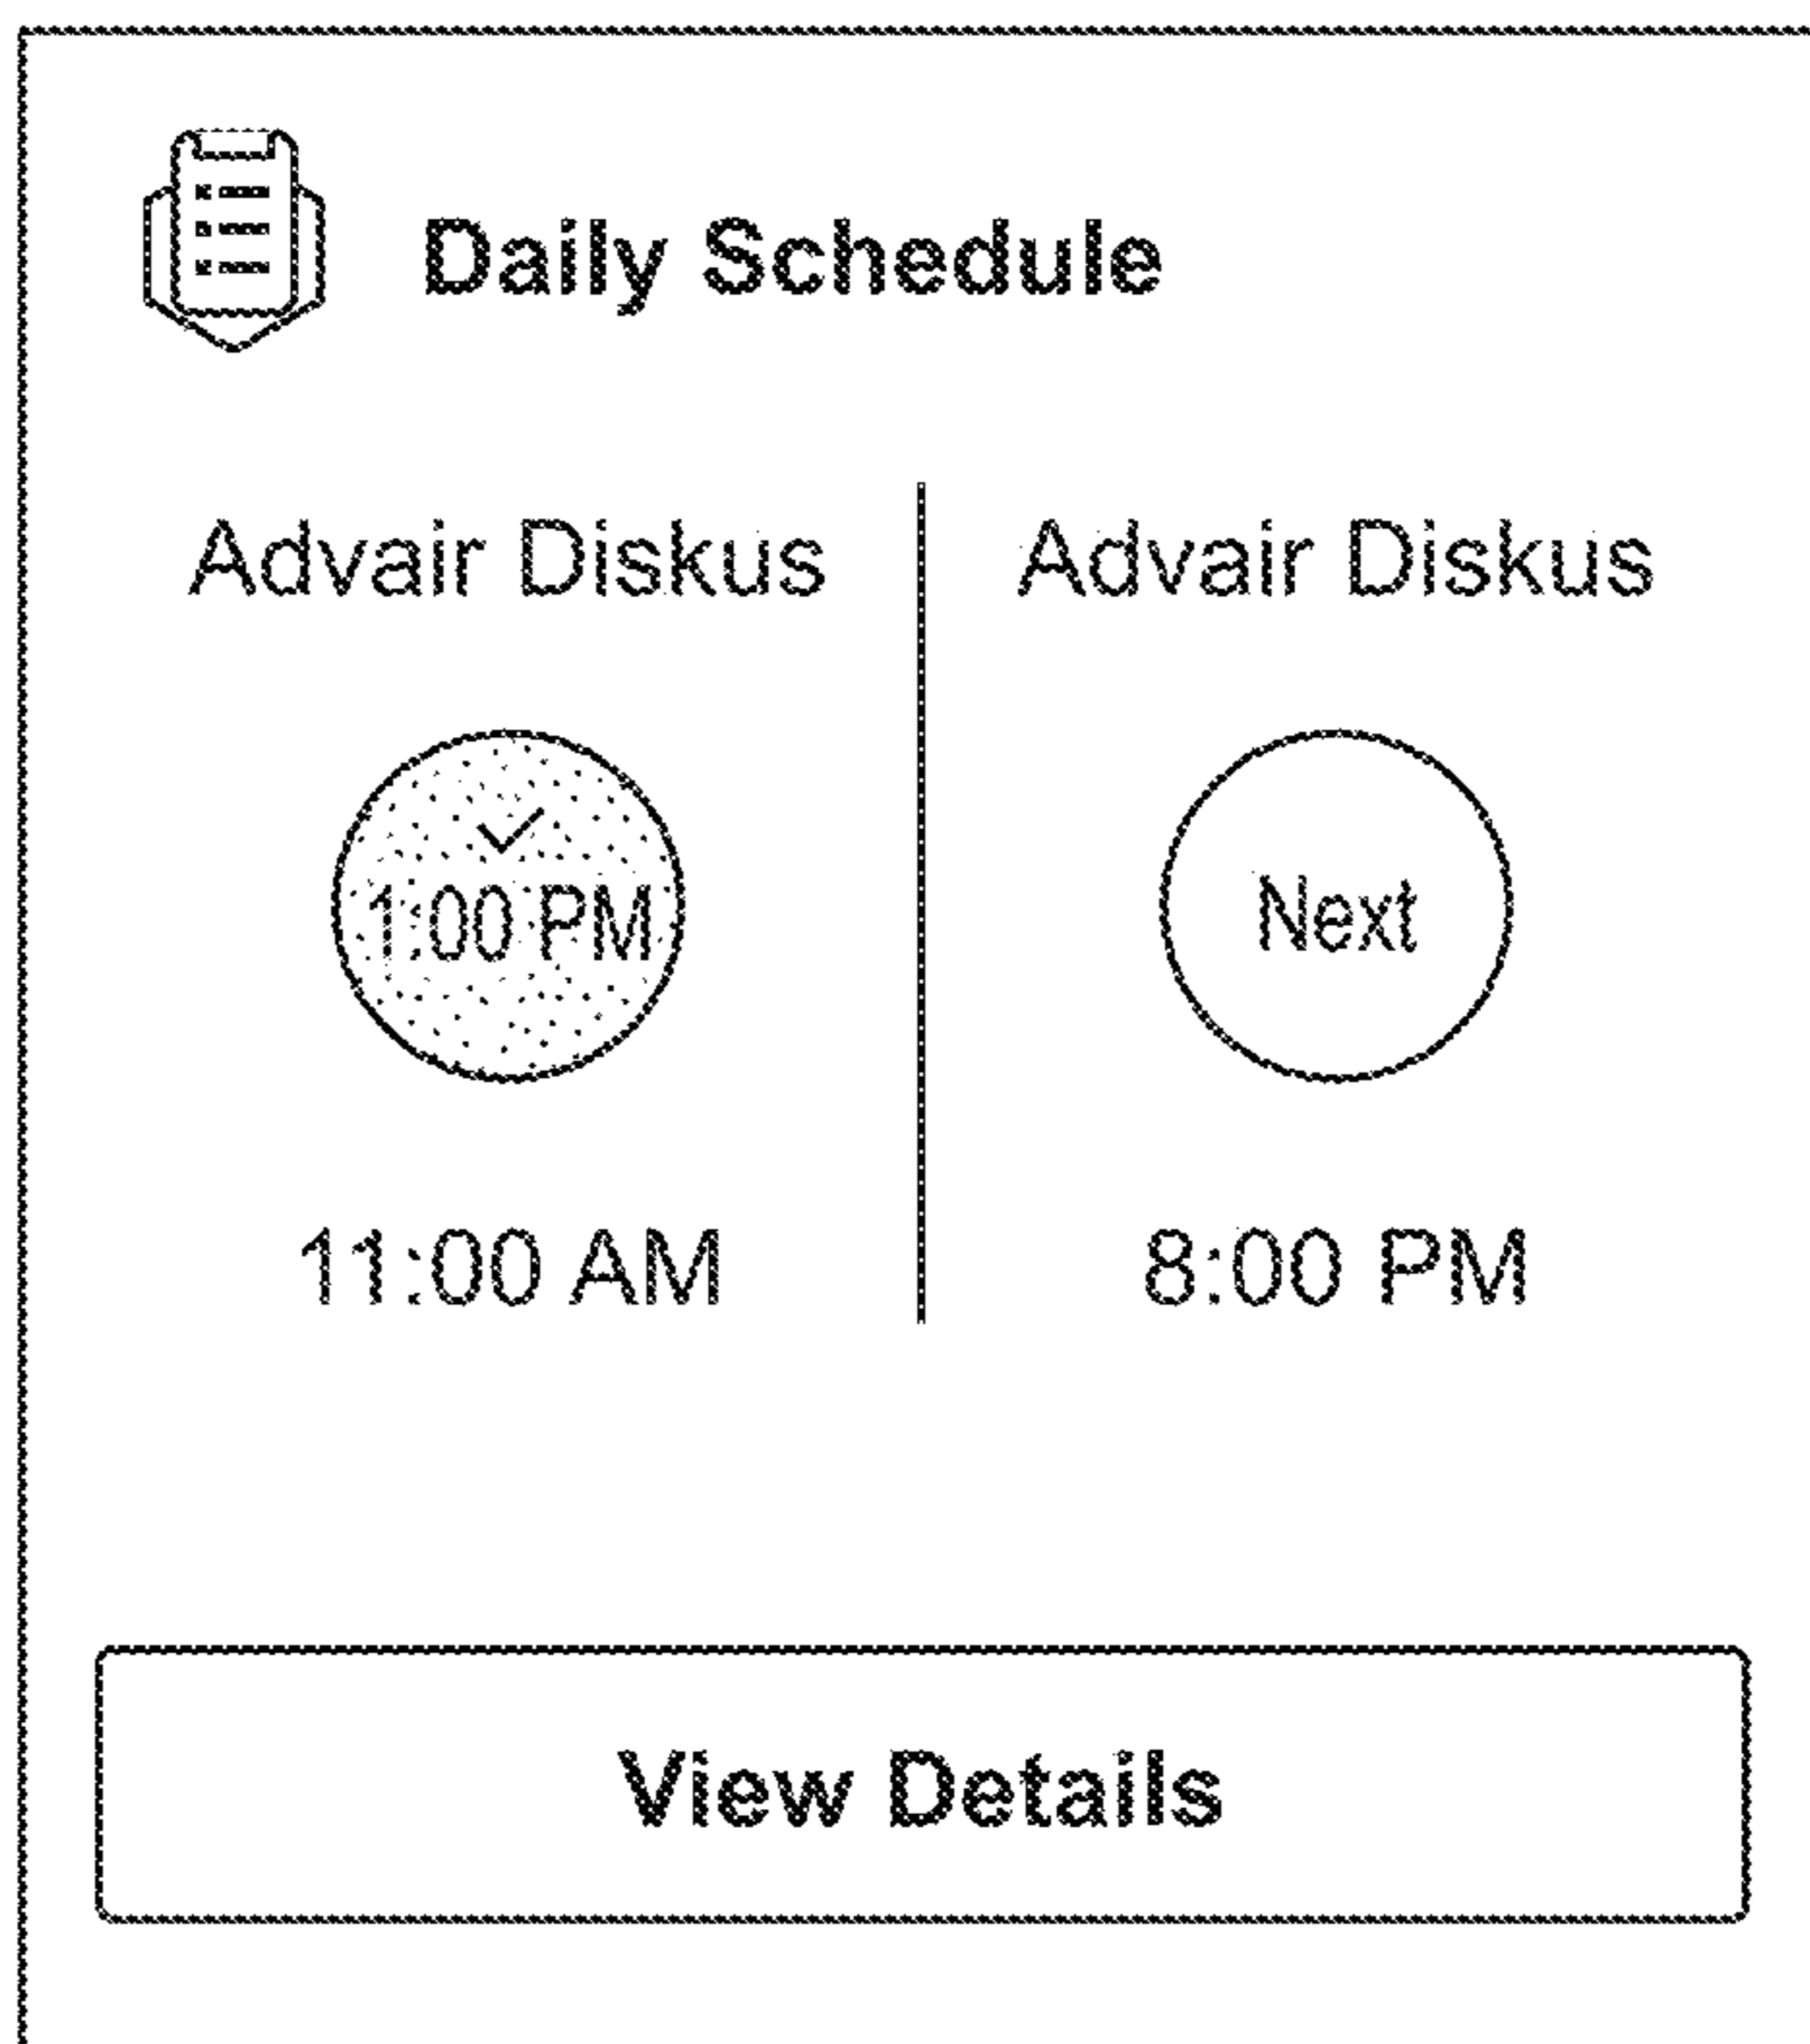 Daily Schedule
Advair Diskus
1:00 PM
11:00 AM
Advair Diskus
Next
8:00 PM
View Details